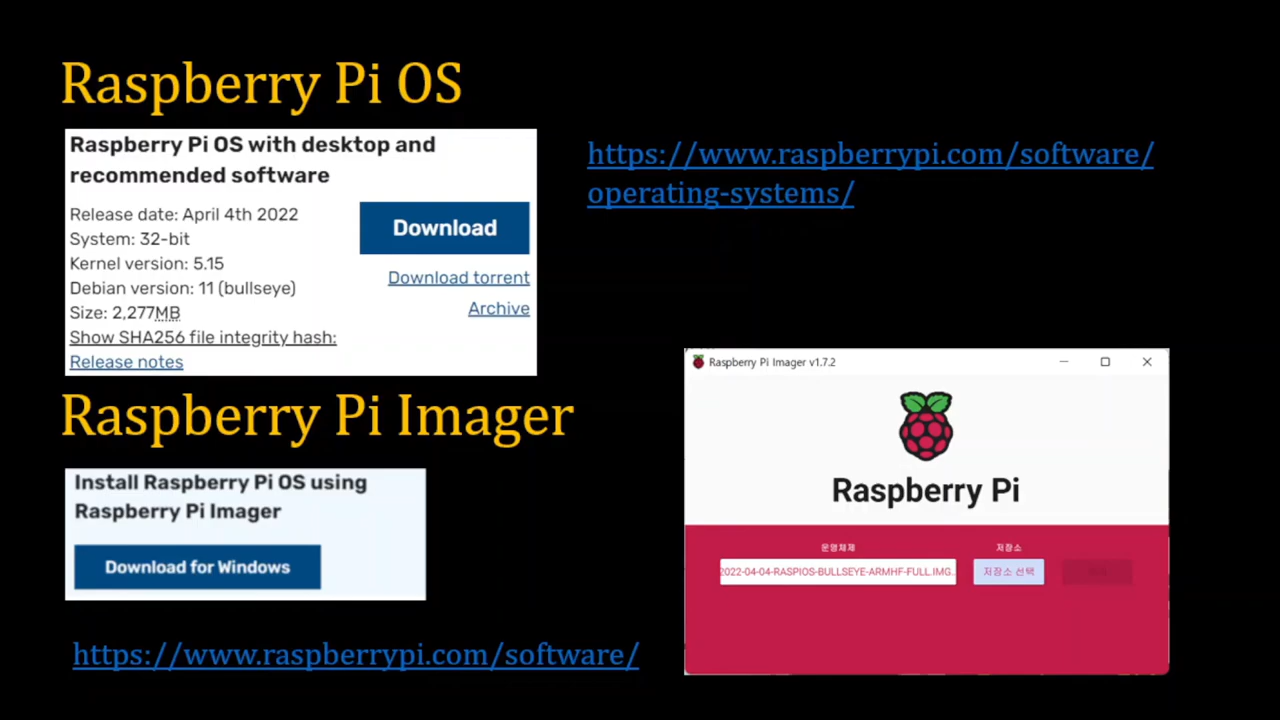 Raspberry Pi OS
Raspberry Pi OS with desktop and
recommended software
Release date: April 4th 2022
System: 32-bit
Kernel version: 5.15
Debian version: 11 (bullseye)
Size: 2,277MB
Show SHA256 file integrity hash:
Release notes
Download
Download torrent
Archive
https://www.raspberrypi.com/software/
operating-systems/
Raspberry Pi Imager
Install Raspberry Pi OS using
Raspberry Pi Imager
Download for Windows
https://www.raspberrypi.com/software/
Raspberry Pi Imager v1.7.2
Raspberry Pi
운영체제
저장소
2022-04-04-RASPIOS-BULLSEYE-ARMHF-FULL.IMG.
저장소 선택